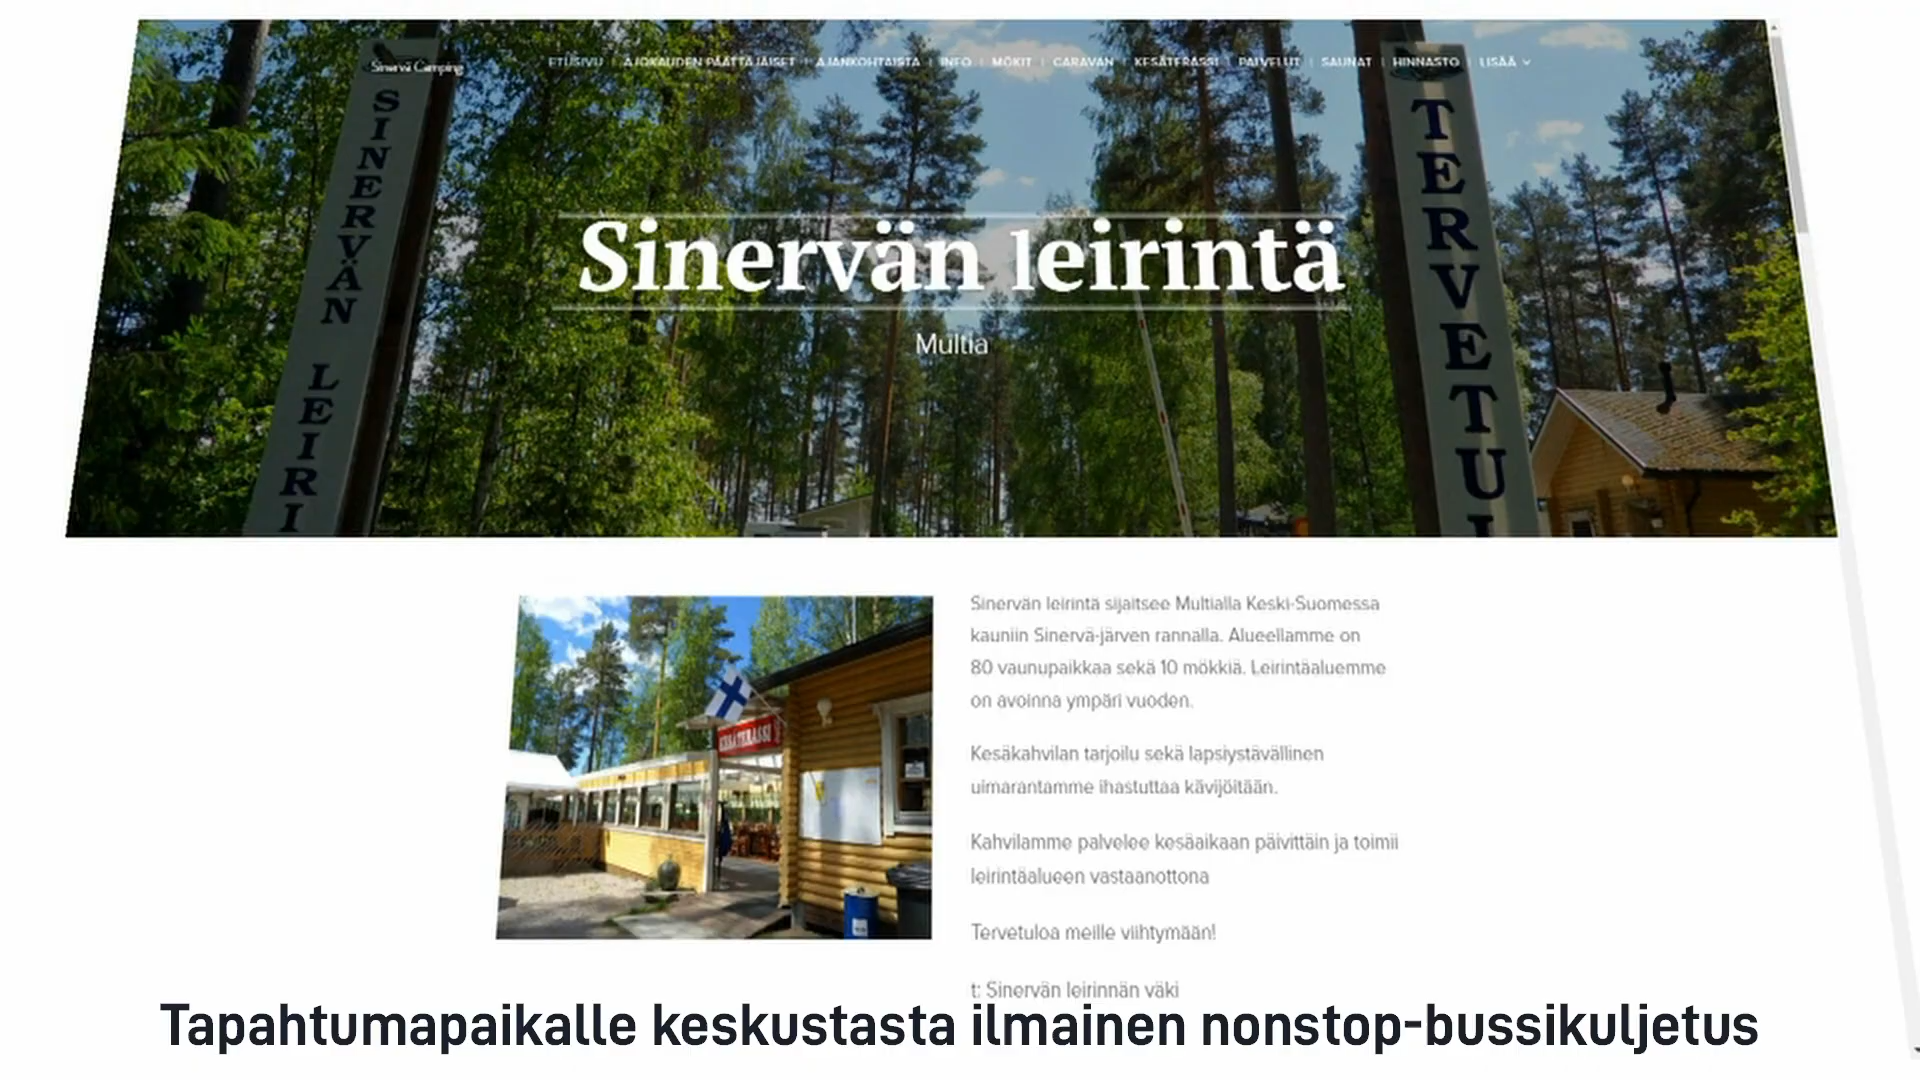 Sinervä Camping
ETUSIVU
AJOKAUDEN PÄÄTTÄJÄISET
AJANKOHTAISTA
INFO
MÖKIT
CARAVAN
KESÄTERASSI
PALVELUT
SAUNAT
HINNASTO
LISÄÄ
SINERVÄN LEIRI
TERVETU
Sinervän leirintä
Multia
KESÄTERASSI
Sinervän leirintä sijaitsee Multialla Keski-Suomessa
kauniin Sinervä-järven rannalla. Alueellamme on
80 vaunupaikkaa sekä 10 mökkiä. Leirintäaluemme
on avoinna ympäri vuoden.
Kesäkahvilan tarjoilu sekä lapsiystävällinen
uimarantamme ihastuttaa kävijöitään.
Kahvilamme palvelee kesäaikaan päivittäin ja toimii
leirintäalueen vastaanottona
Tervetuloa meille viihtymään!
t: Sinervän leirinnän väki
Tapahtumapaikalle keskustasta ilmainen nonstop-bussikuljetus